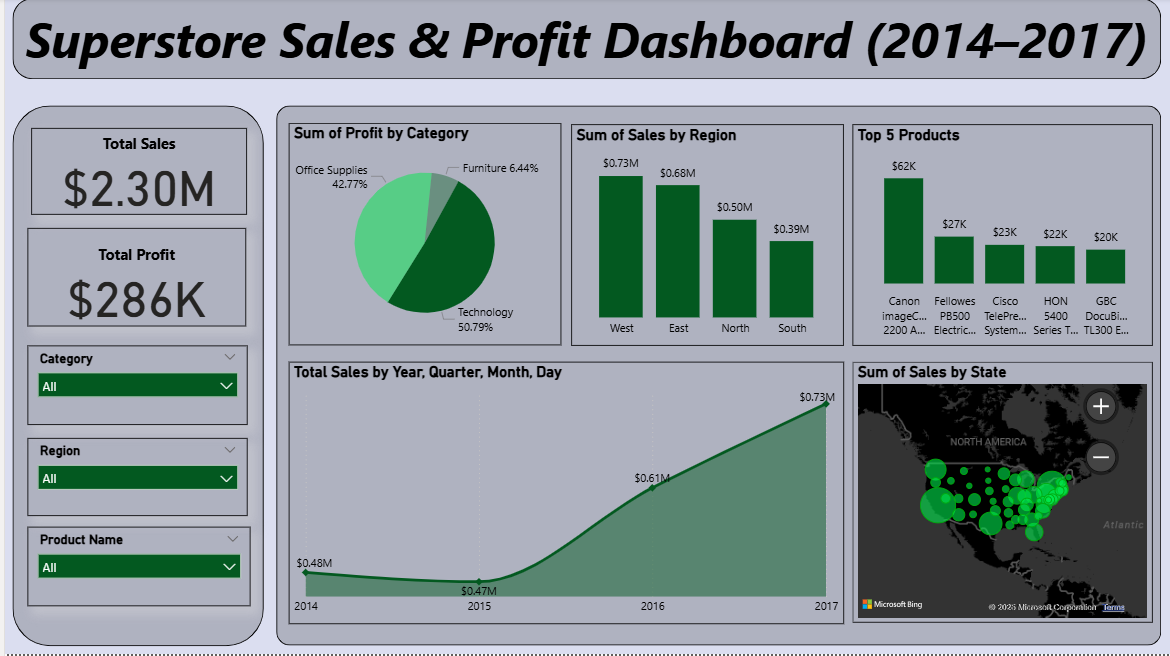 Superstore Sales & Profit Dashboard (2014–2017)
Total Sales
$2.30M
Total Profit
$286K
Category
All
Region
All
Product Name
All
Sum of Profit by Category
Office Supplies
42.77%
Furniture 6.44%
Technology
50.79%
Sum of Sales by Region
$0.73M
$0.68M
$0.50M
$0.39M
West East North South
Top 5 Products
$62K
$27K
$23K
$22K
$20K
Canon Fellowes Cisco HON GBC
imageC... PB500 TelePre... 5400 DocuBi...
2200 A... Electric... System... Series T... TL300 E...
Total Sales by Year, Quarter, Month, Day
$0.73M
$0.61M
$0.48M
$0.47M
2014 2015 2016 2017
Sum of Sales by State
+
−
NORTH AMERICA
Atlantic
Microsoft Bing
© 2025 Microsoft Corporation Terms